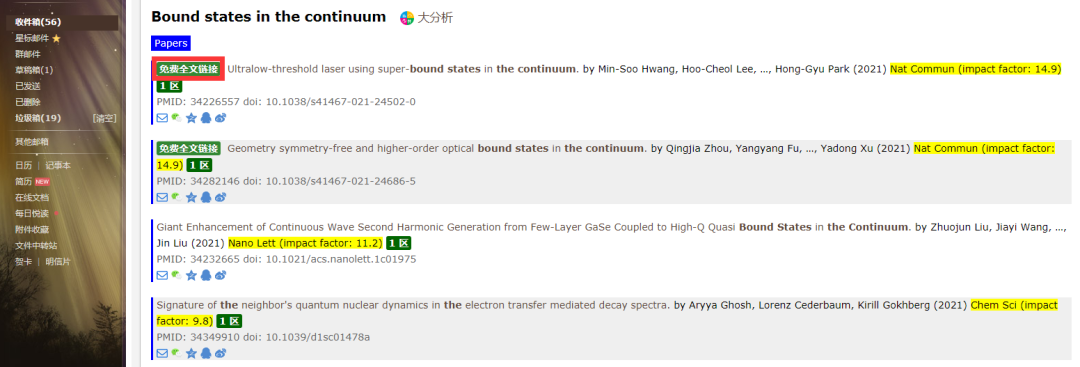 收件箱(56)
星标邮件
群邮件
草稿箱(1)
已发送
已删除
垃圾箱(19) [清空]
其他邮箱
日历 | 记事本
简历 NEW
在线文档
每日悦读
附件收藏
文件中转站
贺卡 | 明信片
Bound states in the continuum 大分析
Papers
免费全文链接 Ultralow-threshold laser using super-bound states in the continuum. by Min-Soo Hwang, Hoo-Cheol Lee, ..., Hong-Gyu Park (2021) Nat Commun (impact factor: 14.9)
1 区
PMID: 34226557 doi: 10.1038/s41467-021-24502-0
免费全文链接 Geometry symmetry-free and higher-order optical bound states in the continuum. by Qingjia Zhou, Yangyang Fu, ..., Yadong Xu (2021) Nat Commun (impact factor:
14.9) 1 区
PMID: 34282146 doi: 10.1038/s41467-021-24686-5
Giant Enhancement of Continuous Wave Second Harmonic Generation from Few-Layer GaSe Coupled to High-Q Quasi Bound States in the Continuum. by Zhuojun Liu, Jiayi Wang, ...,
Jin Liu (2021) Nano Lett (impact factor: 11.2) 1 区
PMID: 34232665 doi: 10.1021/acs.nanolett.1c01975
Signature of the neighbor's quantum nuclear dynamics in the electron transfer mediated decay spectra. by Aryya Ghosh, Lorenz Cederbaum, Kirill Gokhberg (2021) Chem Sci (impact
factor: 9.8) 1 区
PMID: 34349910 doi: 10.1039/d1sc01478a